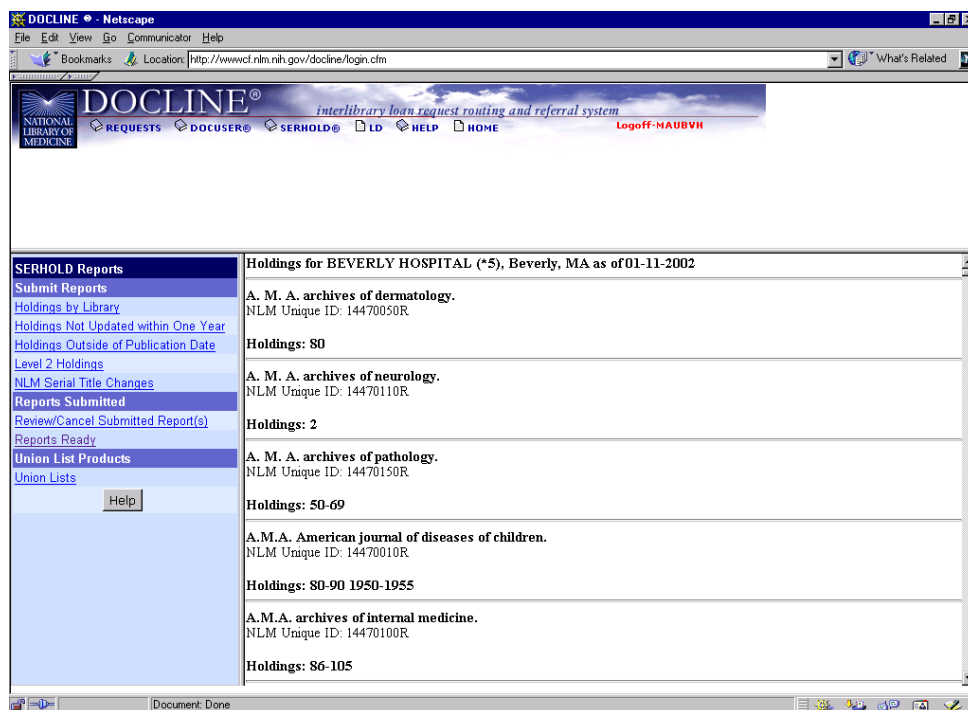 DOCLINE ® - Netscape
File Edit View Go Communicator Help
Bookmarks Location: http://wwwcf.nlm.nih.gov/docline/login.cfm What's Related
NATIONAL LIBRARY OF MEDICINE
DOCLINE®
interlibrary loan request routing and referral system
REQUESTS DOCUSER® SERHOLD® LD HELP HOME Logoff-MAUBVH
SERHOLD Reports
Submit Reports
Holdings by Library
Holdings Not Updated within One Year
Holdings Outside of Publication Date
Level 2 Holdings
NLM Serial Title Changes
Reports Submitted
Review/Cancel Submitted Report(s)
Reports Ready
Union List Products
Union Lists
Help
Holdings for BEVERLY HOSPITAL (*5), Beverly, MA as of 01-11-2002
A. M. A. archives of dermatology.
NLM Unique ID: 14470050R
Holdings: 80
A. M. A. archives of neurology.
NLM Unique ID: 14470110R
Holdings: 2
A. M. A. archives of pathology.
NLM Unique ID: 14470150R
Holdings: 50-69
A.M.A. American journal of diseases of children.
NLM Unique ID: 14470010R
Holdings: 80-90 1950-1955
A.M.A. archives of internal medicine.
NLM Unique ID: 14470100R
Holdings: 86-105
Document: Done